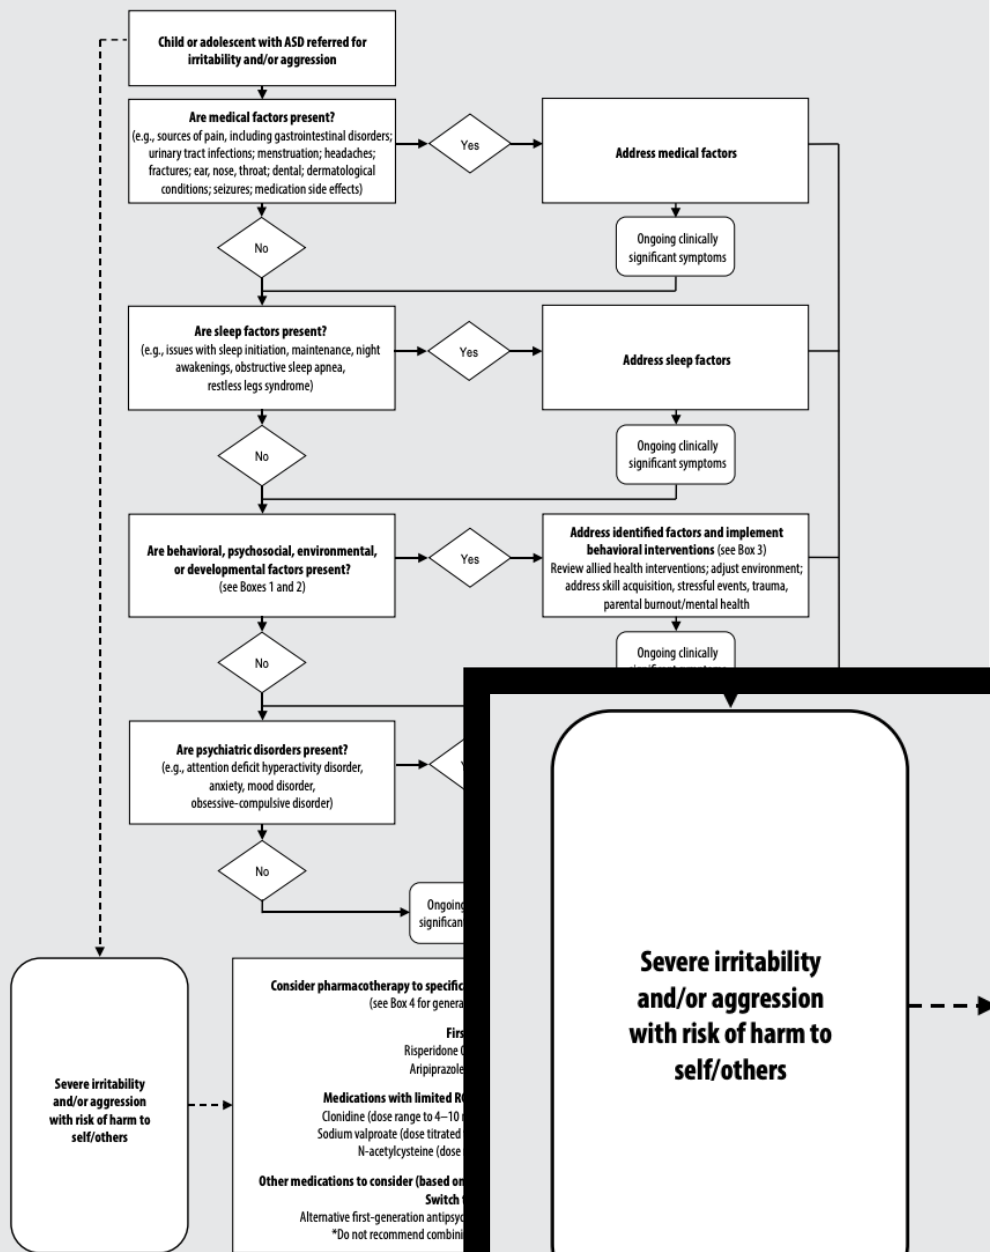 Child or adolescent with ASD referred for
irritability and/or aggression
Are medical factors present?
(e.g., sources of pain, including gastrointestinal disorders;
urinary tract infections; menstruation; headaches;
fractures; ear, nose, throat; dental; dermatological
conditions; seizures; medication side effects)
Yes
Address medical factors
No
Ongoing clinically
significant symptoms
Are sleep factors present?
(e.g., issues with sleep initiation, maintenance, night
awakenings, obstructive sleep apnea,
restless legs syndrome)
Yes
Address sleep factors
No
Ongoing clinically
significant symptoms
Are behavioral, psychosocial, environmental,
or developmental factors present?
(see Boxes 1 and 2)
Yes
Address identified factors and implement
behavioral interventions (see Box 3)
Review allied health interventions; adjust environment;
address skill acquisition, stressful events, trauma,
parental burnout/mental health
No
Ongoing clinically
Are psychiatric disorders present?
(e.g., attention deficit hyperactivity disorder,
anxiety, mood disorder,
obsessive-compulsive disorder)
No
Ongoing
Severe irritability
and/or aggression
with risk of harm to
self/others
Consider pharmacotherapy to specific
(see Box 4 for
Risperidone
Aripiprazole
Medications with limited
Clonidine (dose range to 4–10
Sodium valproate (dose titrated
N-acetylcysteine (dose
Other medications to consider (based on
Switch
Alternative first-generation
*Do not recommend
Severe irritability
and/or aggression
with risk of harm to
self/others